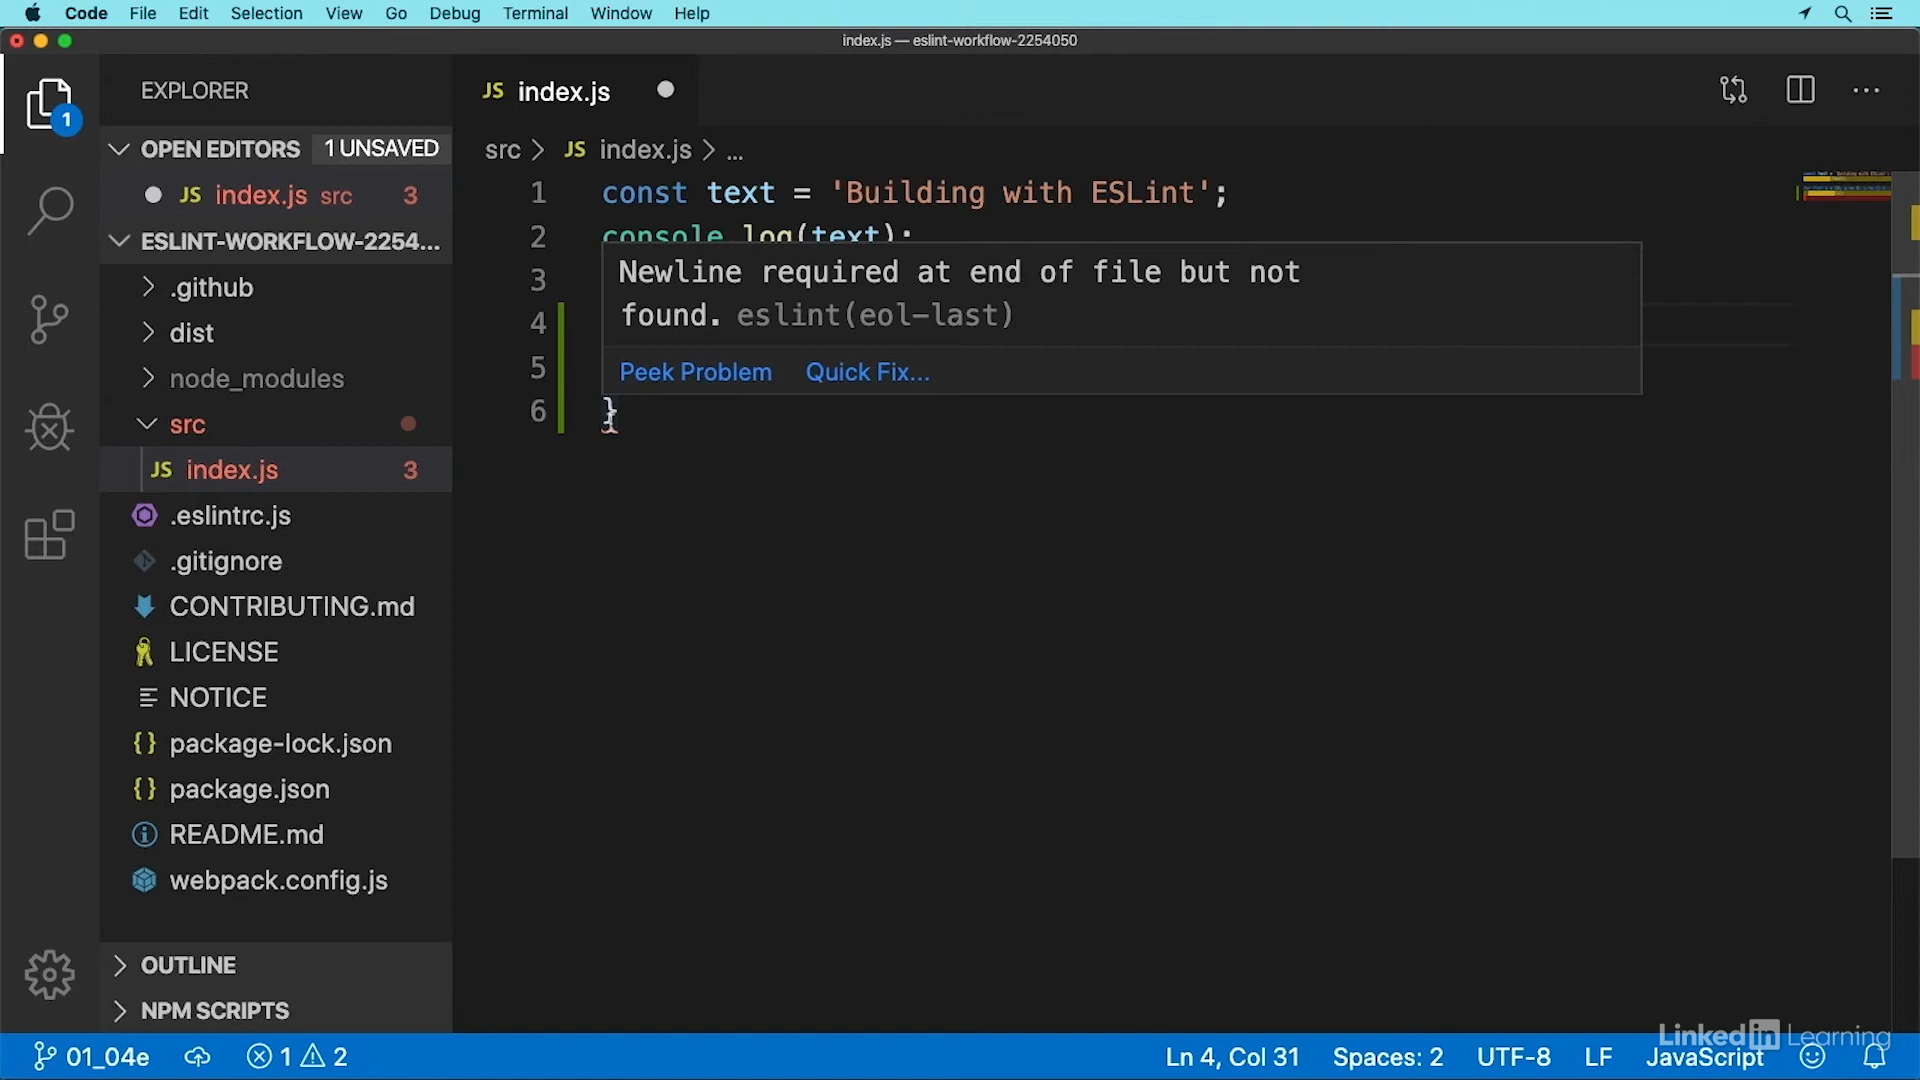 Code File Edit Selection View Go Debug Terminal Window Help
index.js — eslint-workflow-2254050
EXPLORER
JS index.js
OPEN EDITORS 1 UNSAVED
src > JS index.js > ...
JS index.js src 3
1 const text = 'Building with ESLint';
ESLINT-WORKFLOW-2254...
2 console.log(text);
.github
3
Newline required at end of file but not
found. eslint(eol-last)
dist
4
node_modules
5
Peek Problem Quick Fix...
src
6 }
JS index.js 3
.eslintrc.js
.gitignore
CONTRIBUTING.md
LICENSE
NOTICE
{} package-lock.json
{} package.json
README.md
webpack.config.js
OUTLINE
NPM SCRIPTS
LinkedIn Learning
01_04e 1 2 Ln 4, Col 31 Spaces: 2 UTF-8 LF JavaScript
1